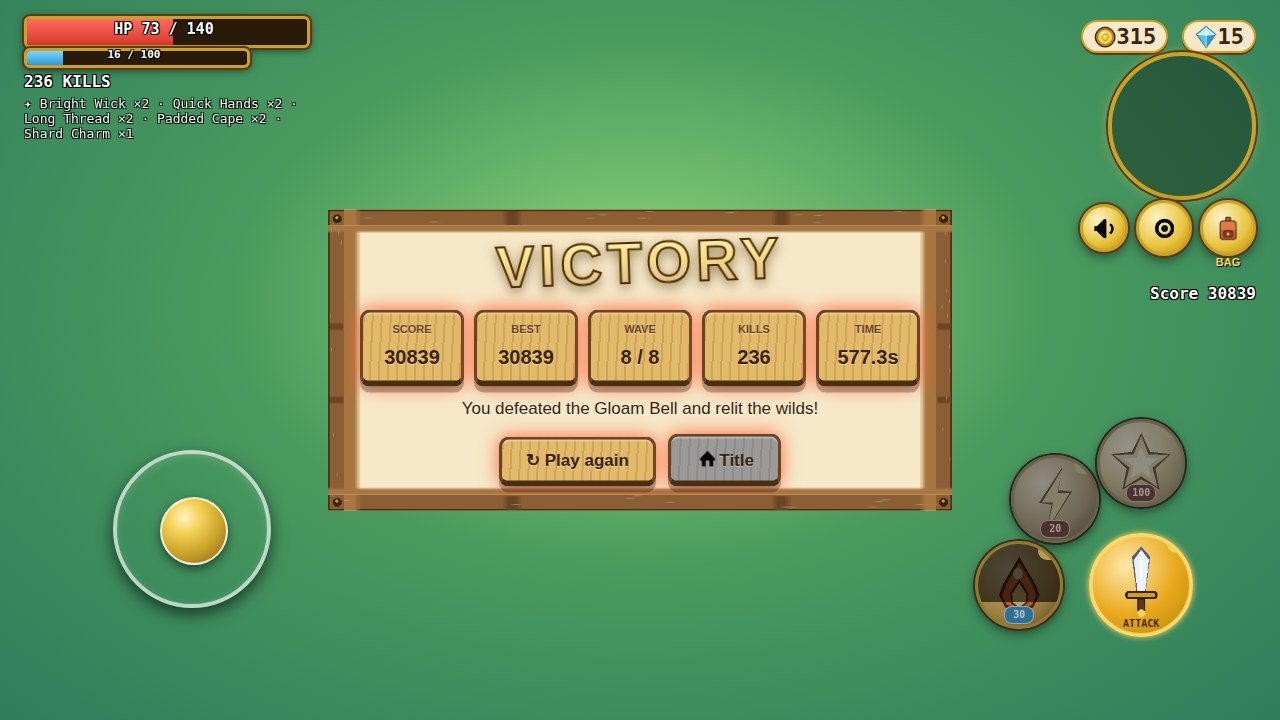 HP 73 / 140
16 / 100
236 KILLS
✦ Bright Wick ×2 · Quick Hands ×2 ·
Long Thread ×2 · Padded Cape ×2 ·
Shard Charm ×1
315
15
BAG
Score 30839
VICTORY
SCORE
30839
BEST
30839
WAVE
8 / 8
KILLS
236
TIME
577.3s
You defeated the Gloam Bell and relit the wilds!
↻ Play again
Title
100
20
30
ATTACK